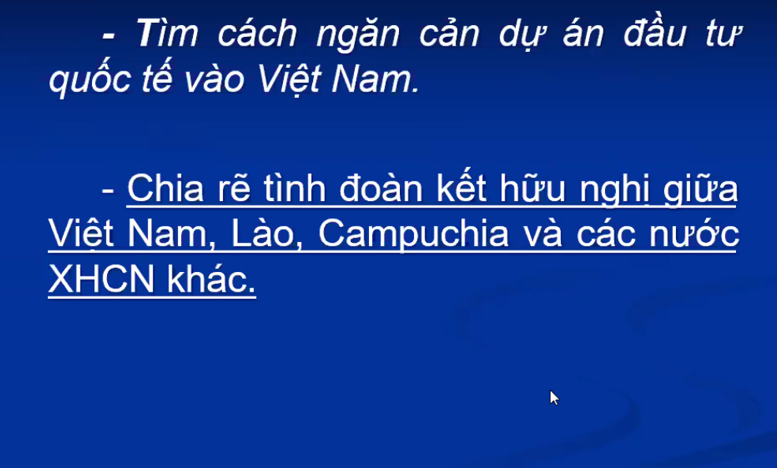 - Tìm cách ngăn cản dự án đầu tư
quốc tế vào Việt Nam.
- Chia rẽ tình đoàn kết hữu nghị giữa
Việt Nam, Lào, Campuchia và các nước
XHCN khác.